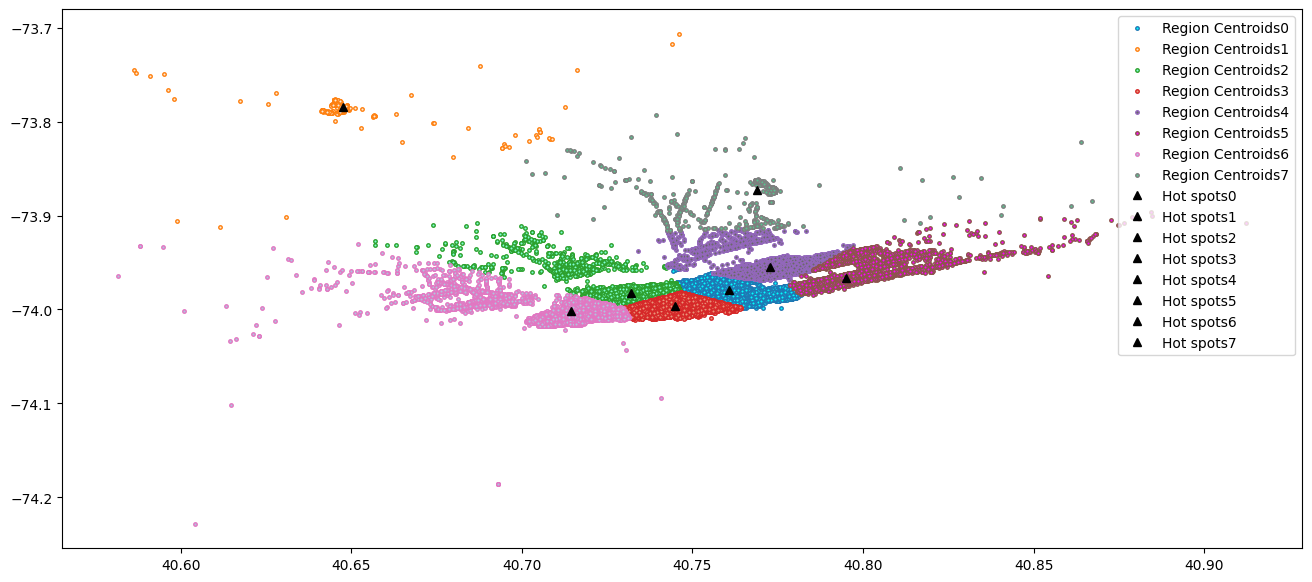 −73.7
−73.8
−73.9
−74.0
−74.1
−74.2
40.60
40.65
40.70
40.75
40.80
40.85
40.90
Region Centroids0
Region Centroids1
Region Centroids2
Region Centroids3
Region Centroids4
Region Centroids5
Region Centroids6
Region Centroids7
Hot spots0
Hot spots1
Hot spots2
Hot spots3
Hot spots4
Hot spots5
Hot spots6
Hot spots7